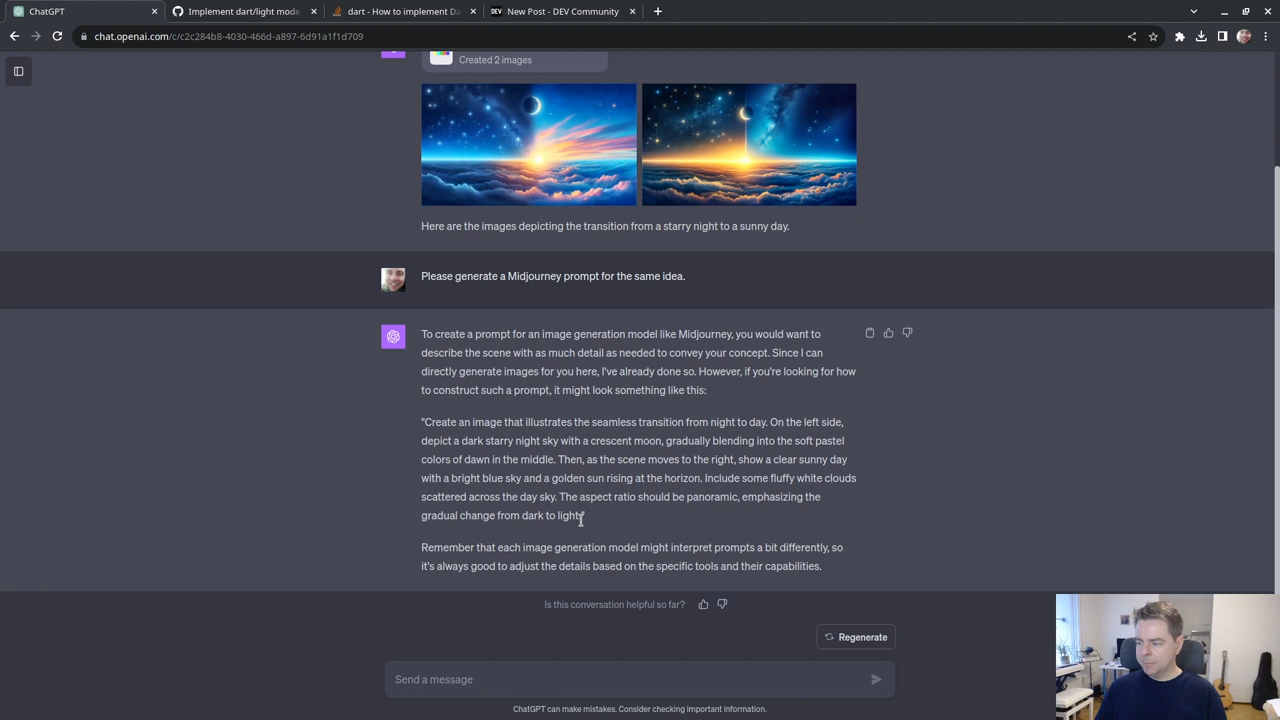 ChatGPT
Implement dart/light mode
dart - How to implement Da
DEV New Post - DEV Community
chat.openai.com/c/c2c284b8-4030-466d-a897-6d91a1f1d709
Created 2 images
Here are the images depicting the transition from a starry night to a sunny day.
Please generate a Midjourney prompt for the same idea.
To create a prompt for an image generation model like Midjourney, you would want to
describe the scene with as much detail as needed to convey your concept. Since I can
directly generate images for you here, I've already done so. However, if you're looking for how
to construct such a prompt, it might look something like this:
"Create an image that illustrates the seamless transition from night to day. On the left side,
depict a dark starry night sky with a crescent moon, gradually blending into the soft pastel
colors of dawn in the middle. Then, as the scene moves to the right, show a clear sunny day
with a bright blue sky and a golden sun rising at the horizon. Include some fluffy white clouds
scattered across the day sky. The aspect ratio should be panoramic, emphasizing the
gradual change from dark to light."
Remember that each image generation model might interpret prompts a bit differently, so
it's always good to adjust the details based on the specific tools and their capabilities.
Is this conversation helpful so far?
Regenerate
Send a message
ChatGPT can make mistakes. Consider checking important information.